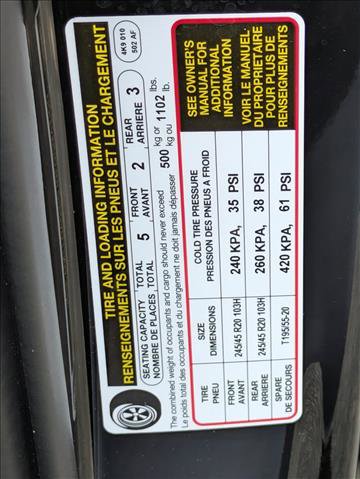 4K9 010
502 AF
TIRE AND LOADING INFORMATION
RENSEIGNEMENTS SUR LES PNEUS ET LE CHARGEMENT
SEATING CAPACITY TOTAL 5 FRONT 2 REAR 3
NOMBRE DE PLACES TOTAL AVANT ARRIERE
The combined weight of occupants and cargo should never exceed 500 kg or 1102 lbs.
Le poids total des occupants et du chargement ne doit jamais dépasser kg ou lb.
TIRE SIZE COLD TIRE PRESSURE
PNEU DIMENSIONS PRESSION DES PNEUS A FROID
FRONT 245/45 R20 103H 240 KPA, 35 PSI
AVANT
REAR 245/45 R20 103H 260 KPA, 38 PSI
ARRIERE
SPARE T195/55-20 420 KPA, 61 PSI
DE SECOURS
SEE OWNER'S
MANUAL FOR
ADDITIONAL
INFORMATION
VOIR LE MANUEL
DU PROPRIETAIRE
POUR PLUS DE
RENSEIGNEMENTS